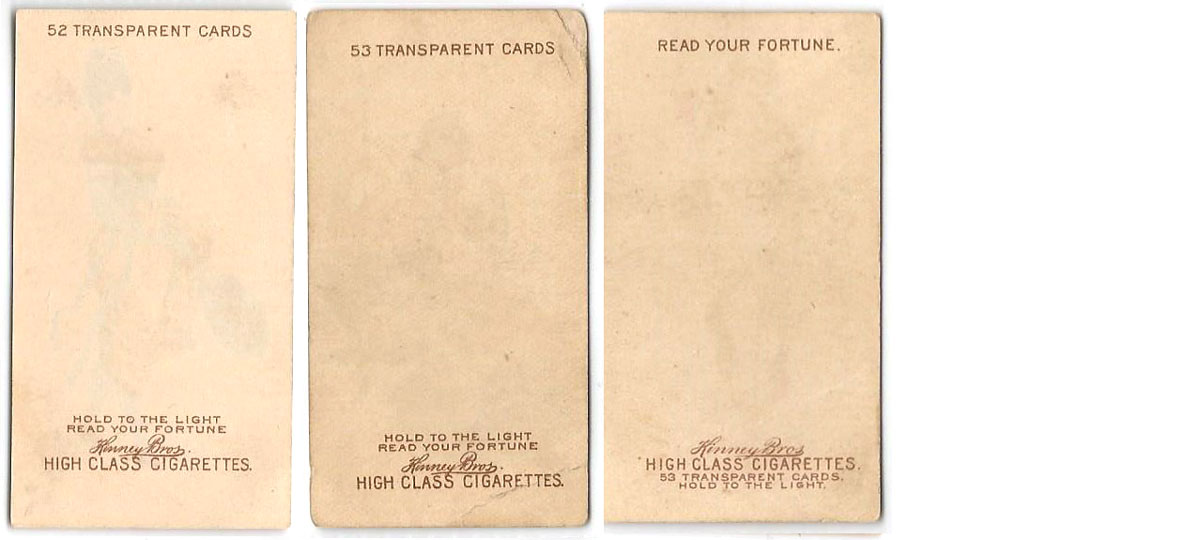 52 TRANSPARENT CARDS
HOLD TO THE LIGHT
READ YOUR FORTUNE
Kinney Bros.
HIGH CLASS CIGARETTES.
53 TRANSPARENT CARDS
HOLD TO THE LIGHT
READ YOUR FORTUNE
Kinney Bros.
HIGH CLASS CIGARETTES.
READ YOUR FORTUNE.
Kinney Bros
HIGH CLASS CIGARETTES.
53 TRANSPARENT CARDS.
HOLD TO THE LIGHT.